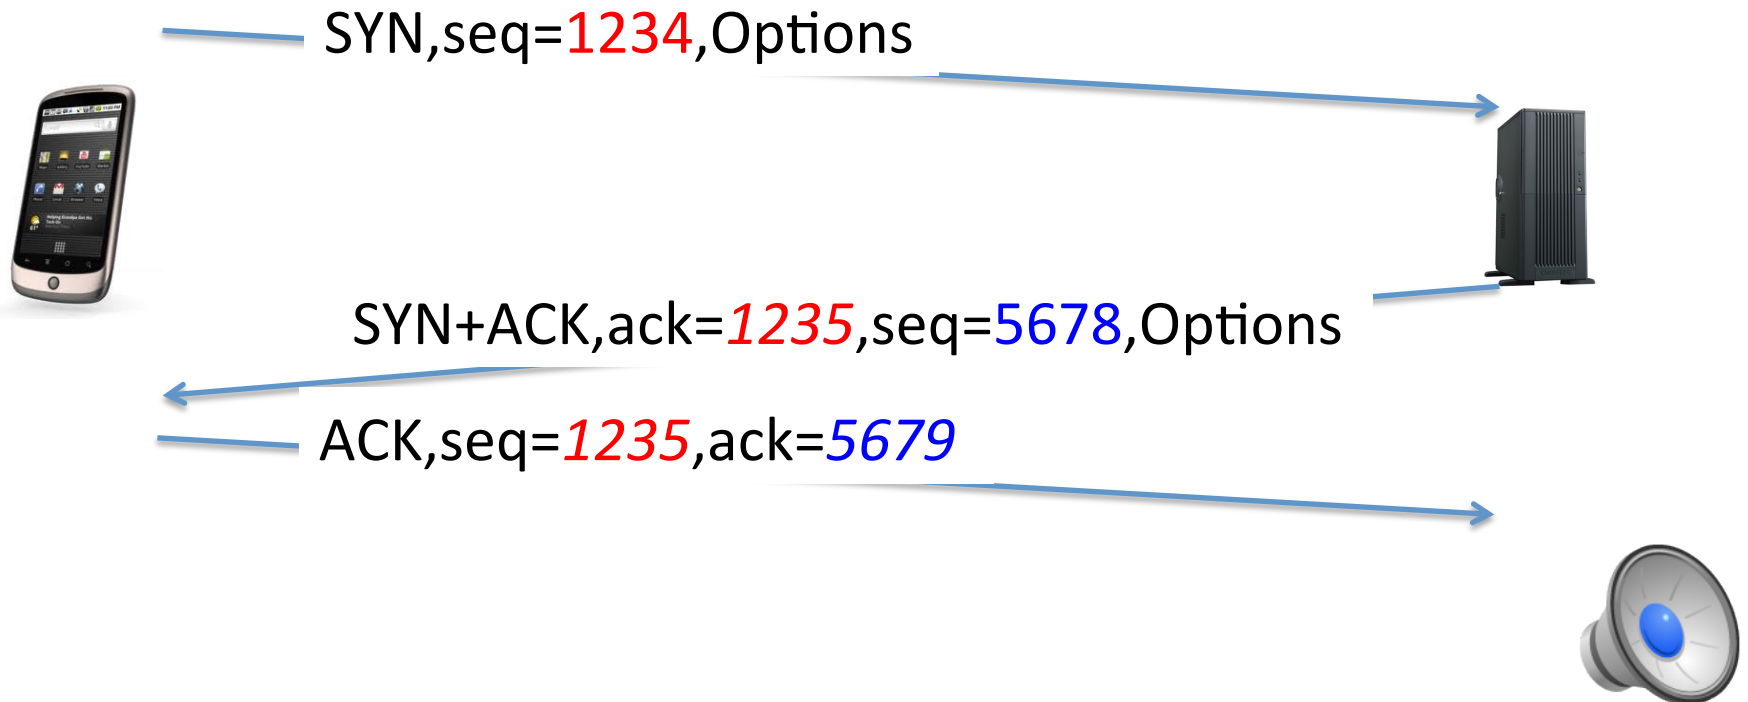 SYN,seq=1234,Options
SYN+ACK,ack=1235,seq=5678,Options
ACK,seq=1235,ack=5679